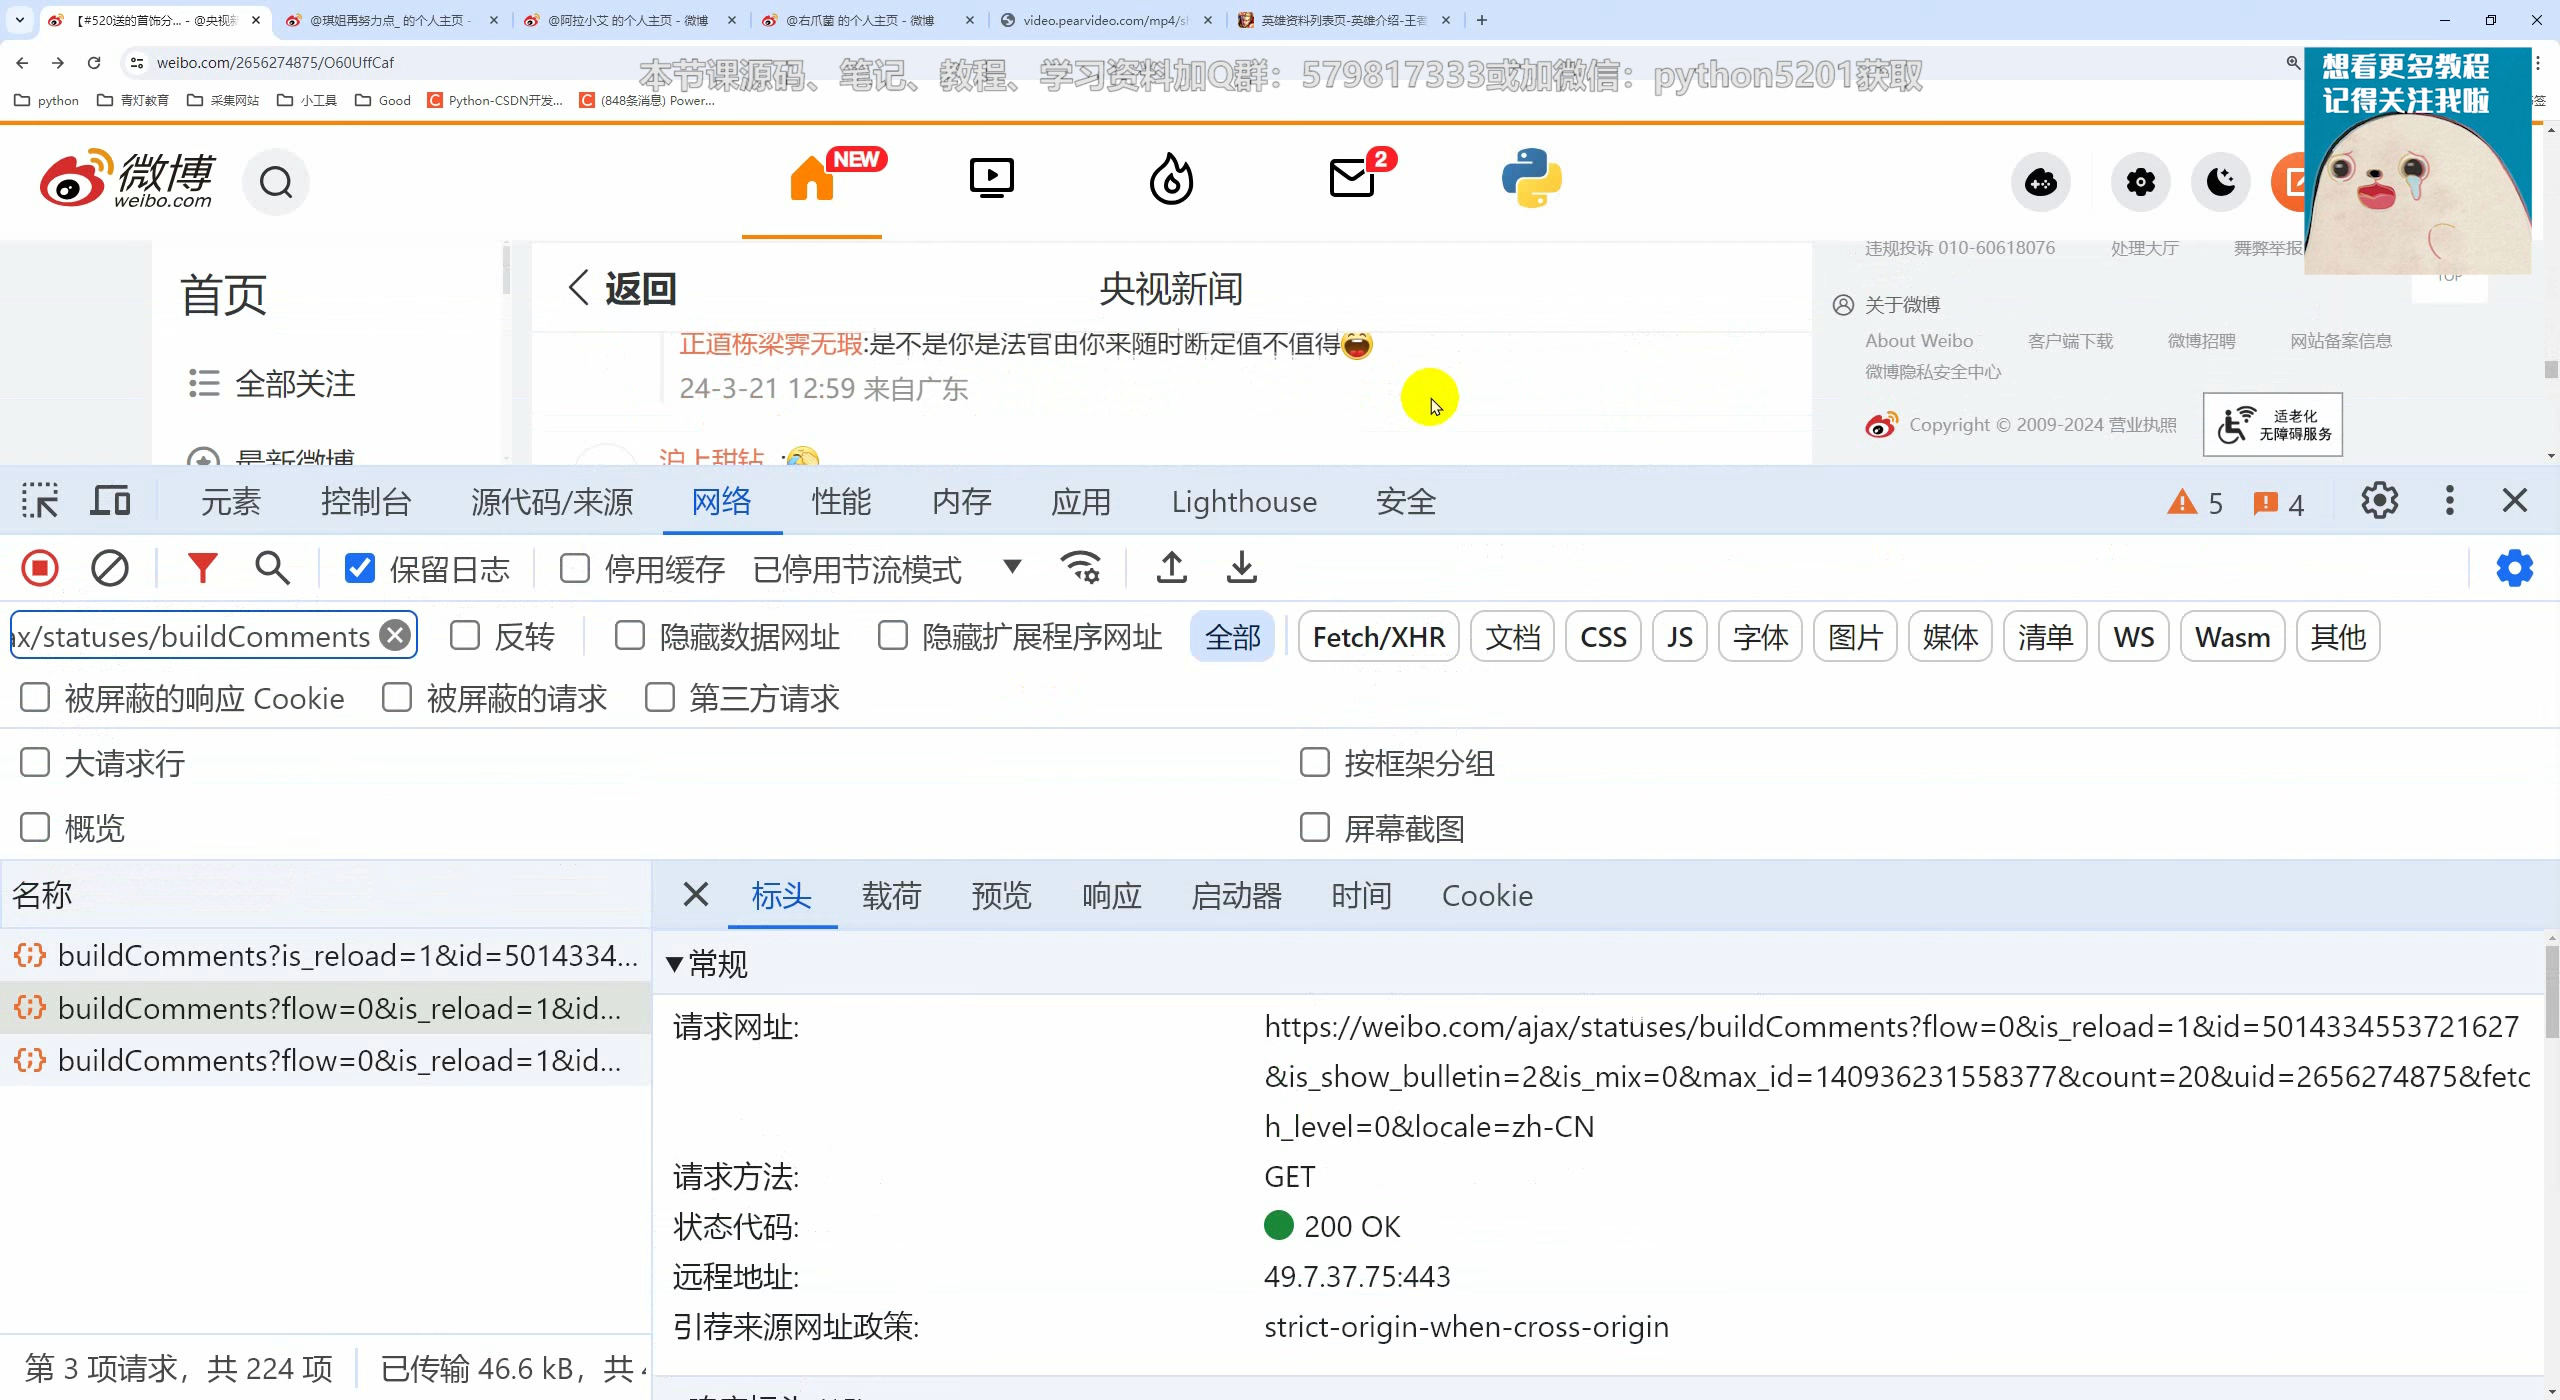 【#520送的首饰分... - @央视新
@琪姐再努力点_ 的个人主页 -
@阿拉小艾 的个人主页 - 微博
@右爪菌 的个人主页 - 微博
video.pearvideo.com/mp4/sh
英雄资料列表页-英雄介绍-王者
weibo.com/2656274875/O60UffCaf
本节课源码、笔记、教程、学习资料加Q群：579817333或加微信：python5201获取
想看更多教程
记得关注我啦
python
青灯教育
采集网站
小工具
Good
Python-CSDN开发...
(848条消息) Power...
签
微博
weibo.com
NEW
2
首页
全部关注
最新微博
返回
央视新闻
正道栋梁霁无瑕:是不是你是法官由你来随时断定值不值得
24-3-21 12:59 来自广东
沪上甜钻 :
违规投诉 010-60618076
处理大厅
舞弊举报
TOP
关于微博
About Weibo
客户端下载
微博招聘
网站备案信息
微博隐私安全中心
Copyright © 2009-2024 营业执照
适老化
无障碍服务
元素
控制台
源代码/来源
网络
性能
内存
应用
Lighthouse
安全
5
4
保留日志
停用缓存
已停用节流模式
ax/statuses/buildComments
反转
隐藏数据网址
隐藏扩展程序网址
全部
Fetch/XHR
文档
CSS
JS
字体
图片
媒体
清单
WS
Wasm
其他
被屏蔽的响应 Cookie
被屏蔽的请求
第三方请求
大请求行
按框架分组
概览
屏幕截图
名称
标头
载荷
预览
响应
启动器
时间
Cookie
buildComments?is_reload=1&id=5014334...
buildComments?flow=0&is_reload=1&id...
buildComments?flow=0&is_reload=1&id...
常规
请求网址:
https://weibo.com/ajax/statuses/buildComments?flow=0&is_reload=1&id=5014334553721627
&is_show_bulletin=2&is_mix=0&max_id=140936231558377&count=20&uid=2656274875&fetc
h_level=0&locale=zh-CN
请求方法:
GET
状态代码:
200 OK
远程地址:
49.7.37.75:443
引荐来源网址政策:
strict-origin-when-cross-origin
第 3 项请求，共 224 项
已传输 46.6 kB，共